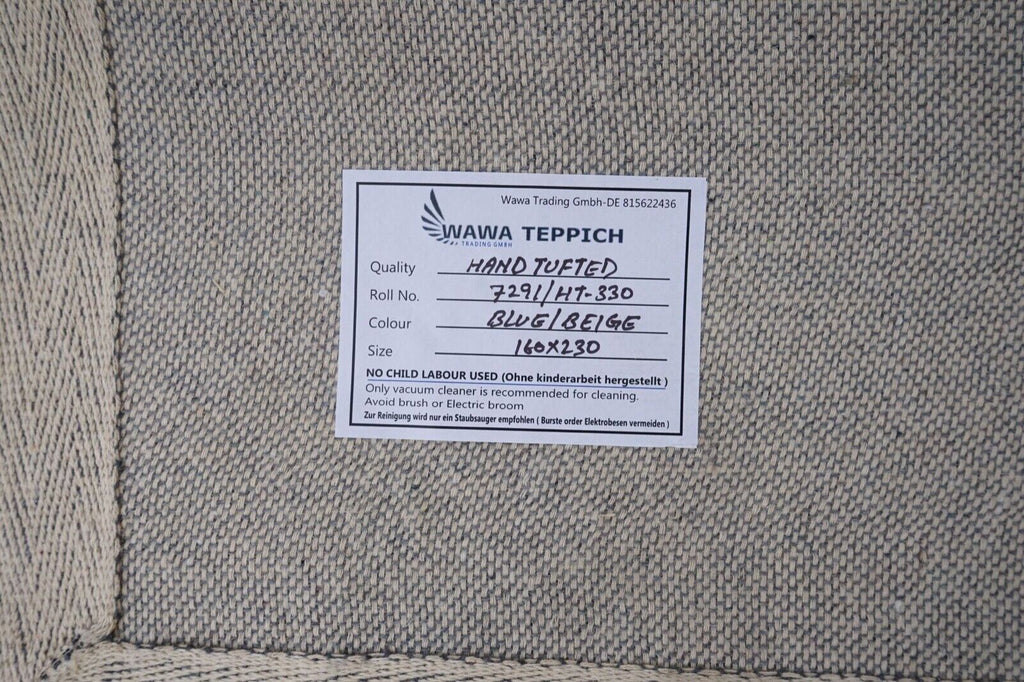 Wawa Trading Gmbh-DE 815622436
WAWA TEPPICH
TRADING GMBH
Quality HAND TUFTED
Roll No. 7291/HT-330
Colour BLUE/BEIGE
Size 160X230
NO CHILD LABOUR USED (Ohne kinderarbeit hergestellt )
Only vacuum cleaner is recommended for cleaning.
Avoid brush or Electric broom
Zur Reinigung wird nur ein Staubsauger empfohlen ( Burste order Elektrobesen vermeiden )